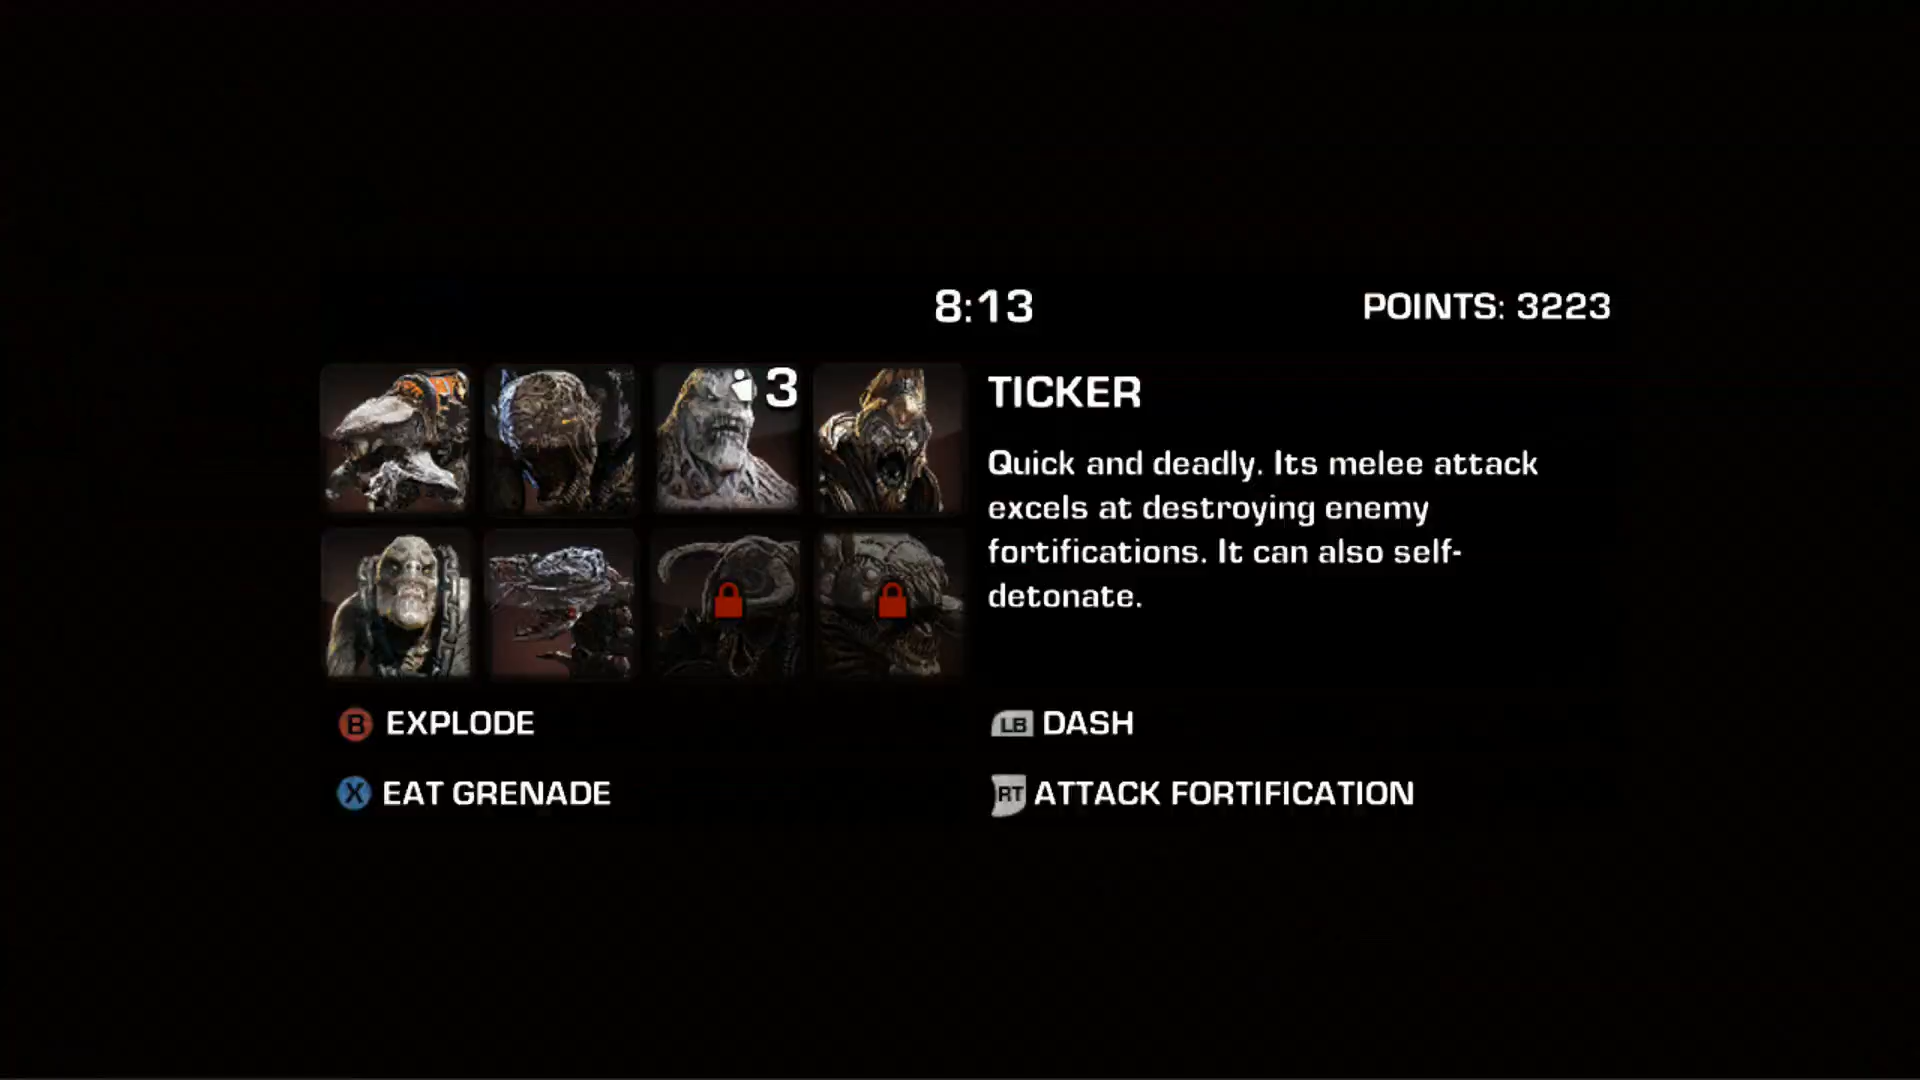 8:13
POINTS: 3223
3
TICKER
Quick and deadly. Its melee attack
excels at destroying enemy
fortifications. It can also self-
detonate.
B EXPLODE
LB DASH
X EAT GRENADE
RT ATTACK FORTIFICATION